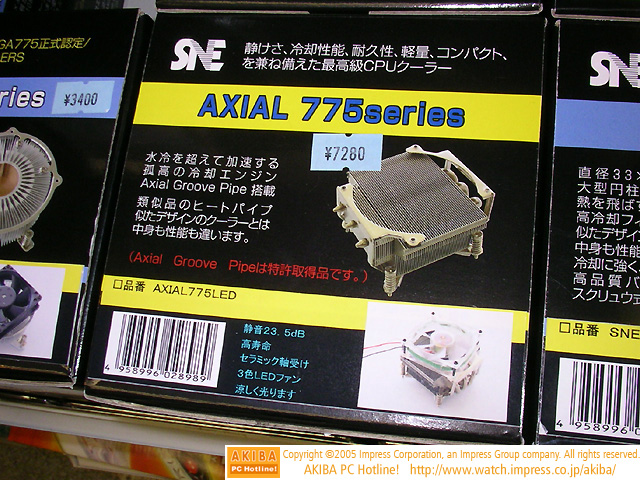 GA775正式認定/
ERS
ries
¥3400
SNE
静けさ、冷却性能、耐久性、軽量、コンパクト、
を兼ね備えた最高級CPUクーラー
AXIAL 775series
¥7280
水冷を超えて加速する
孤高の冷却エンジン
Axial Groove Pipe 搭載
類似品のヒートパイプ
似たデザインのクーラーとは
中身も性能も違います。
(Axial Groove Pipeは特許取得品です。)
□品番 AXIAL775LED
4 958996 028989
静音23.5dB
高寿命
セラミック軸受け
3色LEDファン
涼しく光ります
SNE
直径33×
大型円柱
熱を飛ばす
高冷却フ
似たデザイン
中身も性能
冷却に強く
高品質パ
スクリュウ式
□品番 SNE
4 958996
AKIBA
PC Hotline!
Copyright ©2005 Impress Corporation, an Impress Group company. All rights reserved.
AKIBA PC Hotline! http://www.watch.impress.co.jp/akiba/